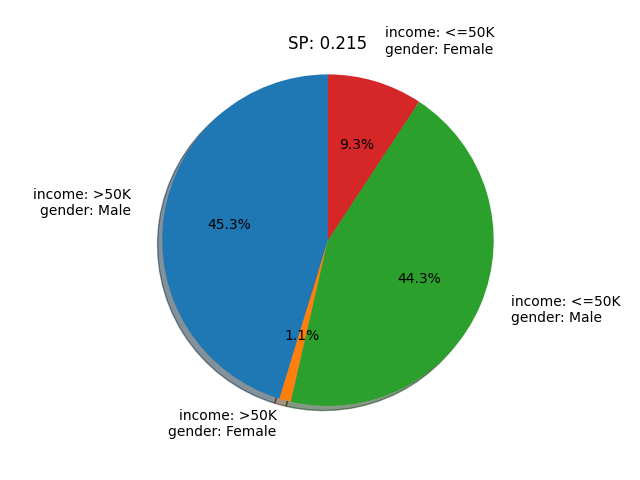 SP: 0.215
income: <=50K
gender: Female
9.3%
income: >50K
gender: Male
45.3%
44.3%
income: <=50K
gender: Male
1.1%
income: >50K
gender: Female